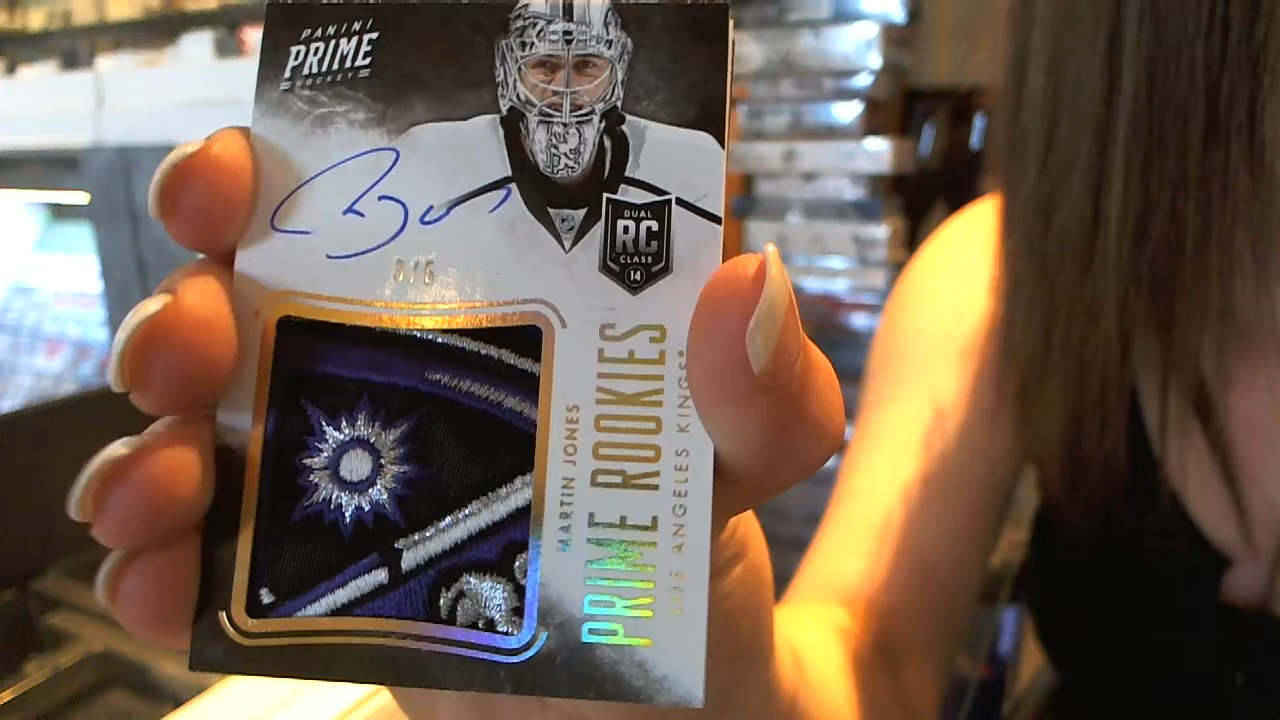 PANINI
PRIME
HOCKEY
DUAL
RC
CLASS
14
MARTIN JONES
PRIME ROOKIES
LOS ANGELES KINGS®